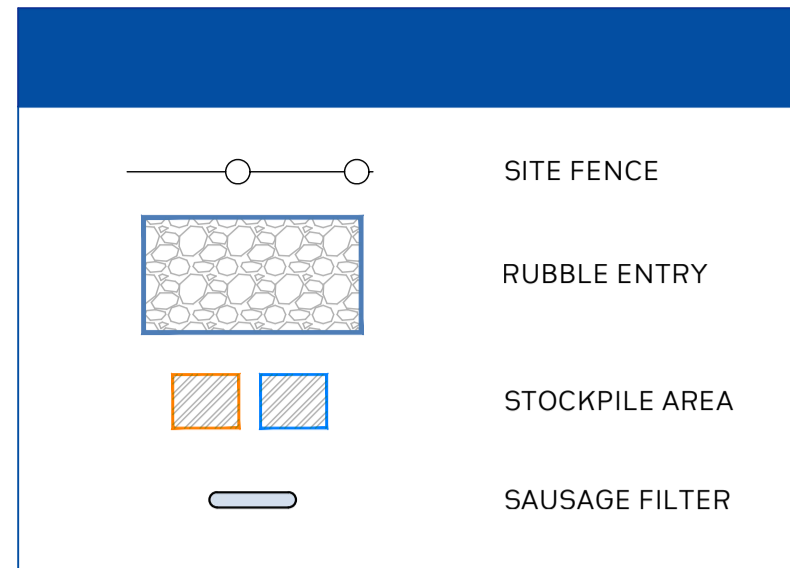 SITE FENCE
RUBBLE ENTRY
STOCKPILE AREA
SAUSAGE FILTER